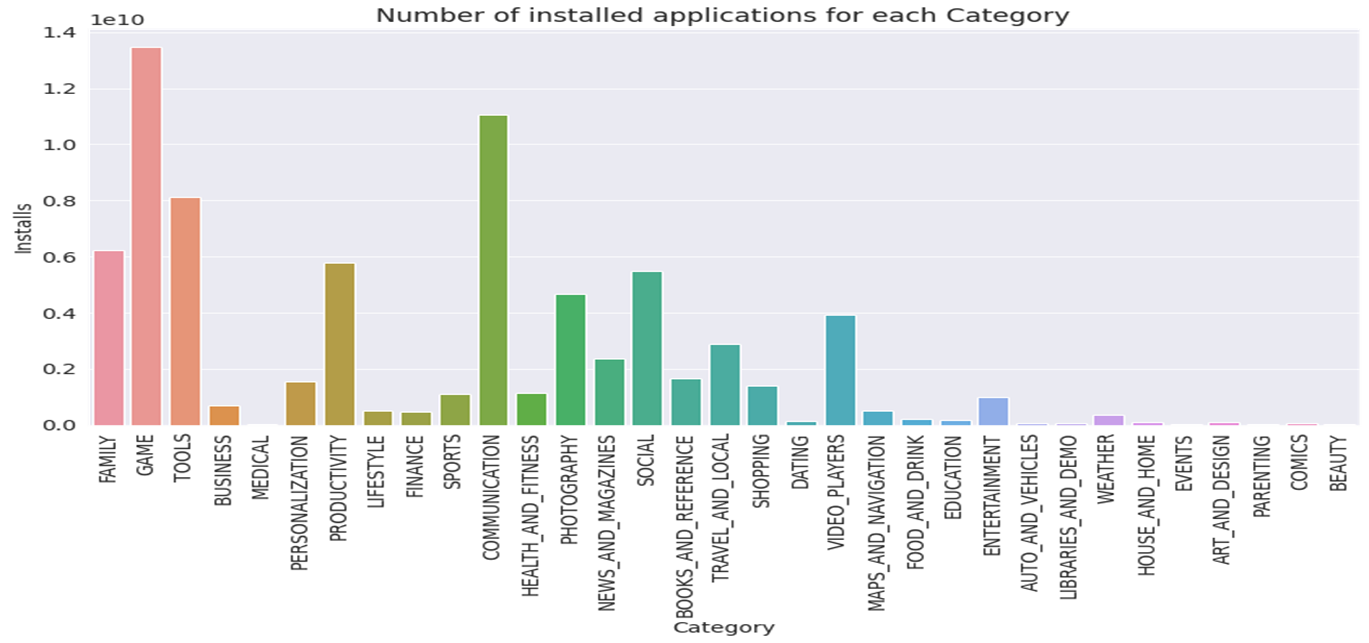 Number of installed applications for each Category
1e10
1.4
1.2
1.0
0.8
0.6
0.4
0.2
0.0
Installs
FAMILY
GAME
TOOLS
BUSINESS
MEDICAL
PERSONALIZATION
PRODUCTIVITY
LIFESTYLE
FINANCE
SPORTS
COMMUNICATION
HEALTH_AND_FITNESS
PHOTOGRAPHY
NEWS_AND_MAGAZINES
SOCIAL
BOOKS_AND_REFERENCE
TRAVEL_AND_LOCAL
SHOPPING
DATING
VIDEO_PLAYERS
MAPS_AND_NAVIGATION
FOOD_AND_DRINK
EDUCATION
ENTERTAINMENT
AUTO_AND_VEHICLES
LIBRARIES_AND_DEMO
WEATHER
HOUSE_AND_HOME
EVENTS
ART_AND_DESIGN
PARENTING
COMICS
BEAUTY
Category